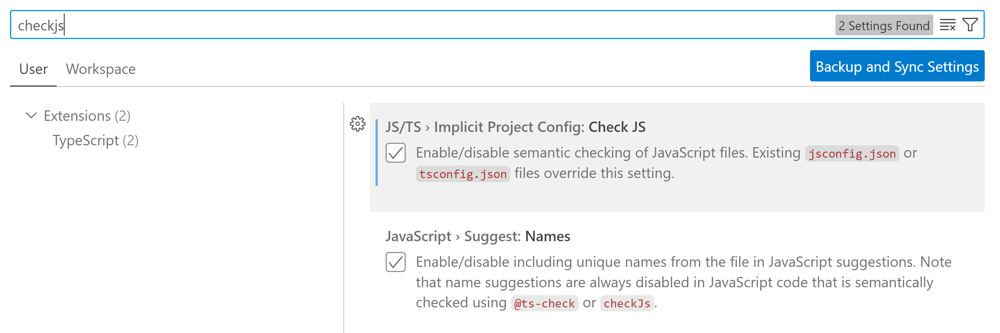 checkjs
2 Settings Found
User Workspace
Backup and Sync Settings
Extensions (2)
TypeScript (2)
JS/TS › Implicit Project Config: Check JS
Enable/disable semantic checking of JavaScript files. Existing jsconfig.json or
tsconfig.json files override this setting.
JavaScript › Suggest: Names
Enable/disable including unique names from the file in JavaScript suggestions. Note
that name suggestions are always disabled in JavaScript code that is semantically
checked using @ts-check or checkJs.